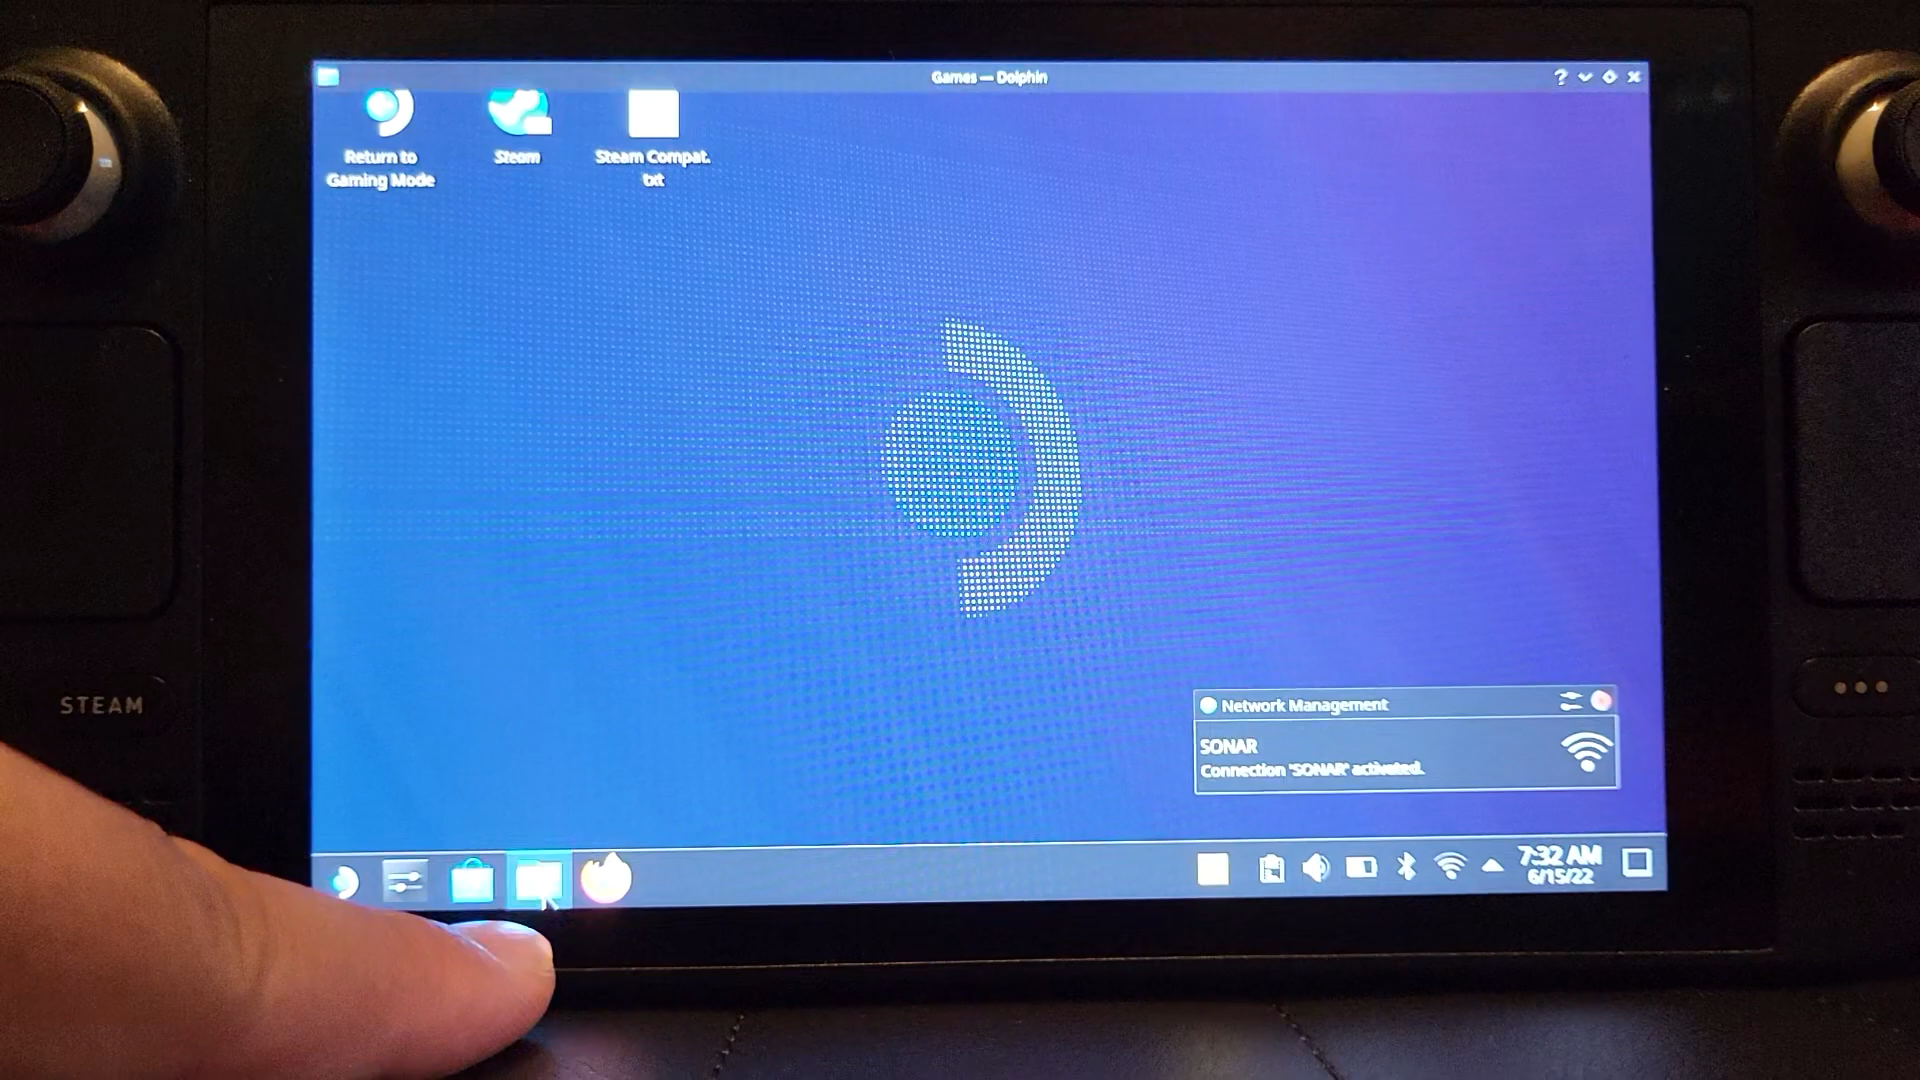 Games — Dolphin
Return to
Gaming Mode
Steam
Steam Compat.
txt
STEAM
Network Management
SONAR
Connection 'SONAR' activated.
7:32 AM
6/15/22